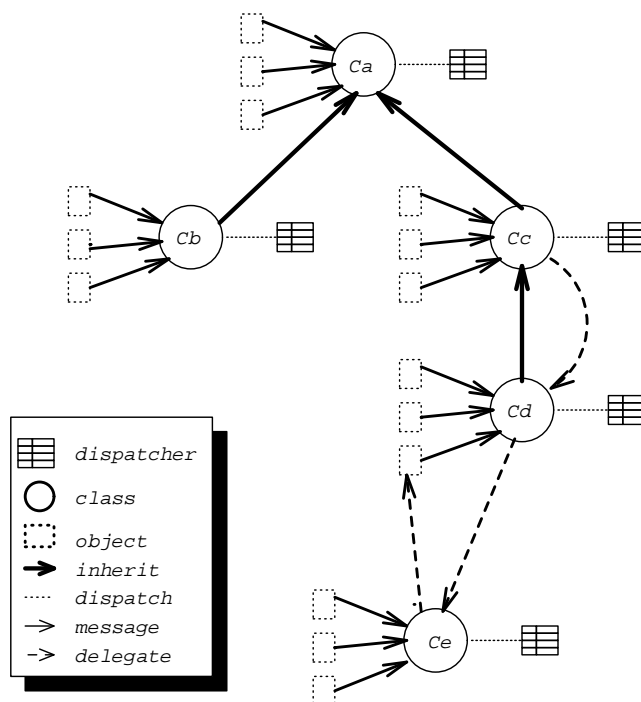 Ca
Cb
Cc
Cd
Ce
dispatcher
class
object
inherit
dispatch
message
delegate